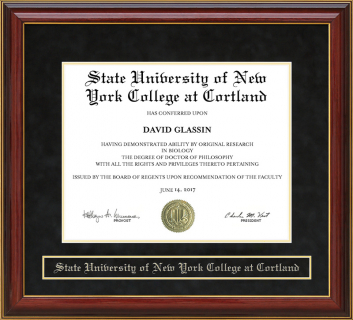 State University of New
York College at Cortland
HAS CONFERRED UPON
DAVID GLASSIN
HAVING DEMONSTRATED ABILITY BY ORIGINAL RESEARCH
IN BIOLOGY
THE DEGREE OF DOCTOR OF PHILOSOPHY
WITH ALL THE RIGHTS AND PRIVILEGES THERETO PERTAINING
ISSUED BY THE BOARD OF REGENTS UPON RECOMMENDATION OF THE FACULTY
JUNE 14, 2017
PROVOST
PRESIDENT
State University of New York College at Cortland